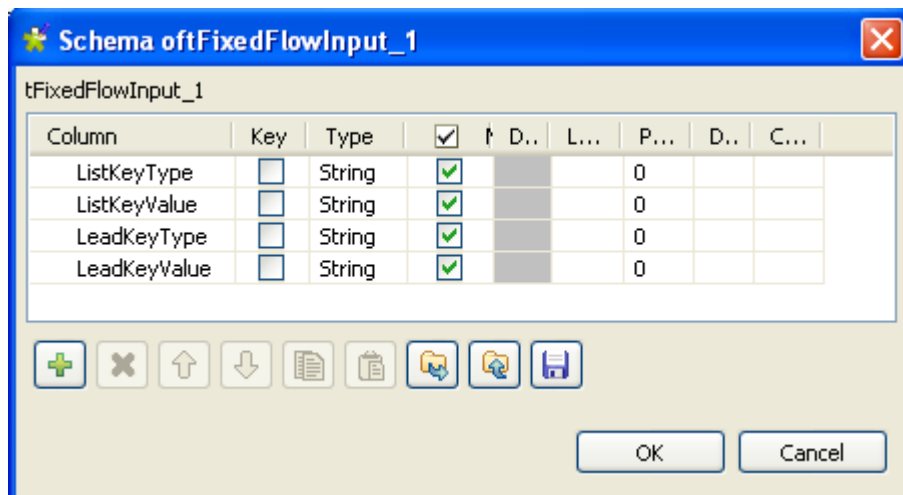 Schema oftFixedFlowInput_1
tFixedFlowInput_1
Column Key Type D.. L... P... D.. C...
ListKeyType String 0
ListKeyValue String 0
LeadKeyType String 0
LeadKeyValue String 0
OK Cancel